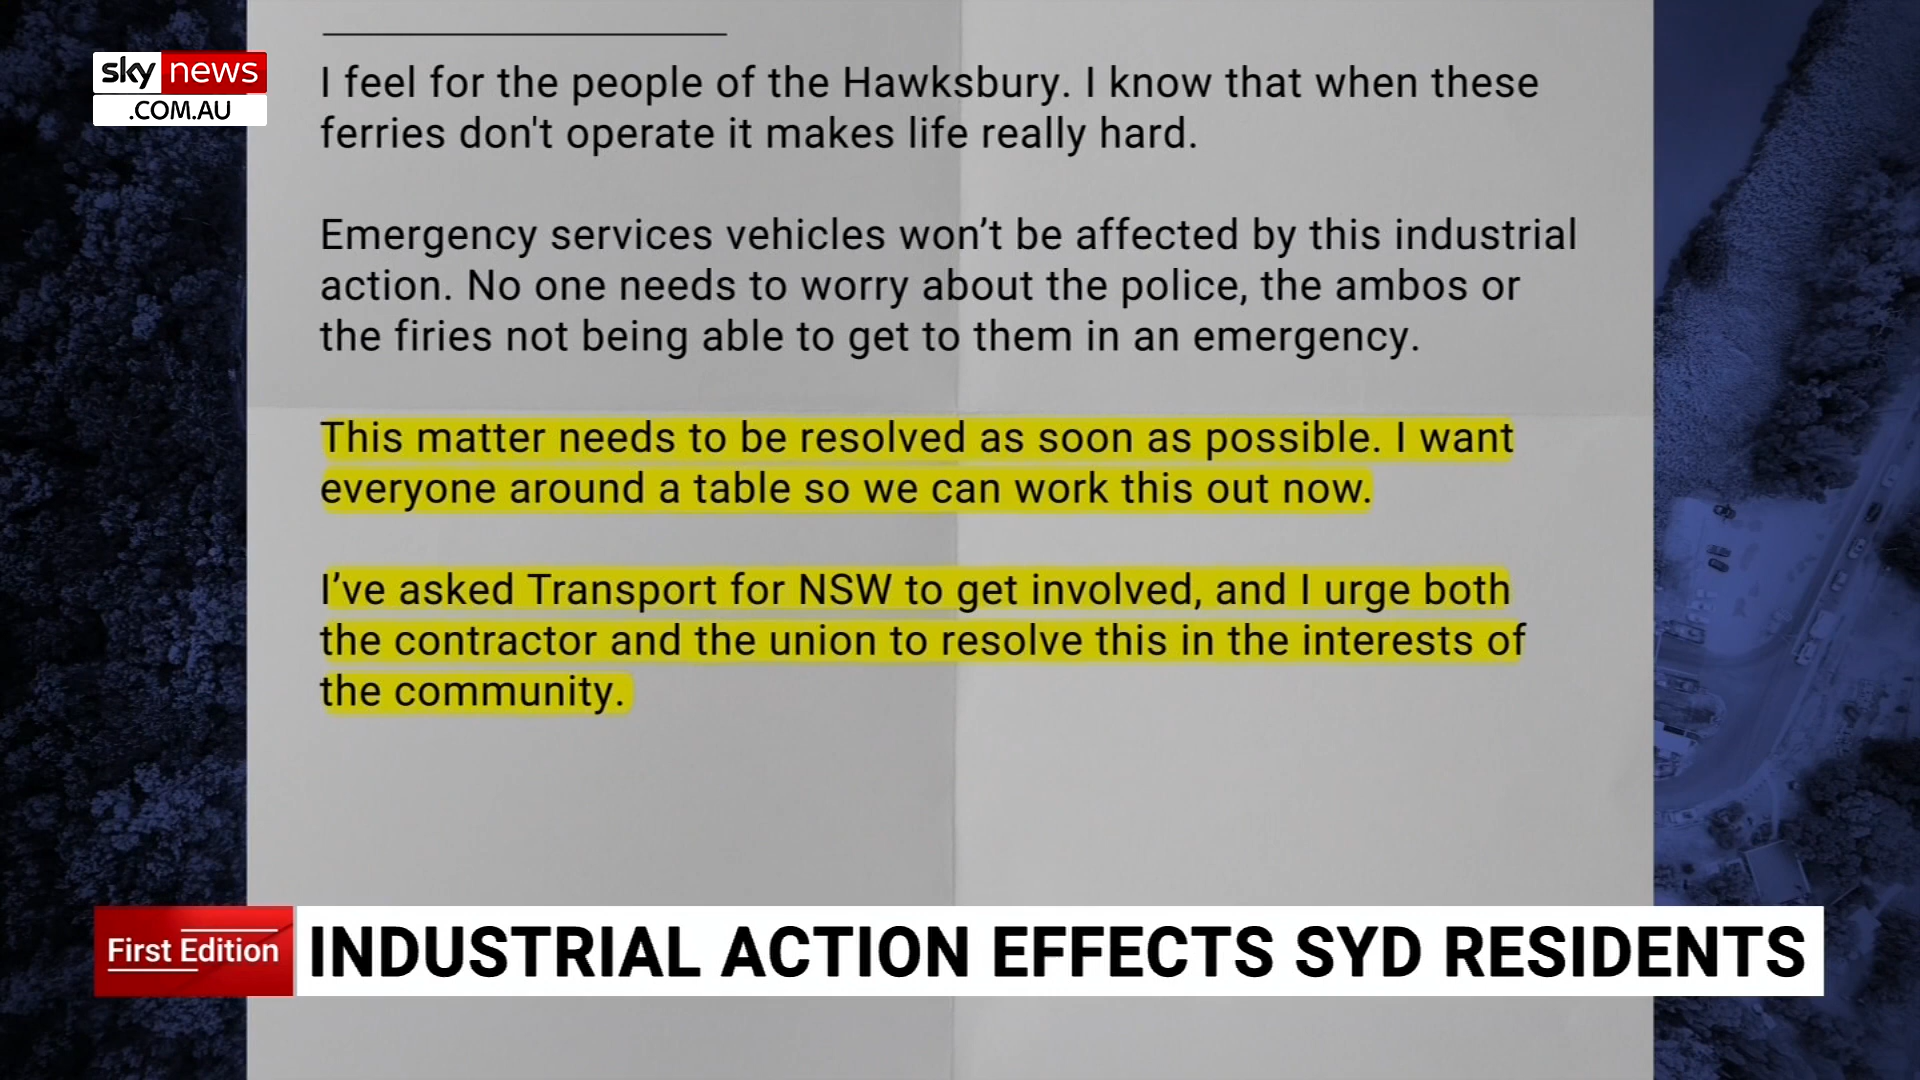 sky news
.COM.AU
I feel for the people of the Hawksbury. I know that when these
ferries don't operate it makes life really hard.
Emergency services vehicles won’t be affected by this industrial
action. No one needs to worry about the police, the ambos or
the firies not being able to get to them in an emergency.
This matter needs to be resolved as soon as possible. I want
everyone around a table so we can work this out now.
I’ve asked Transport for NSW to get involved, and I urge both
the contractor and the union to resolve this in the interests of
the community.
First Edition
INDUSTRIAL ACTION EFFECTS SYD RESIDENTS